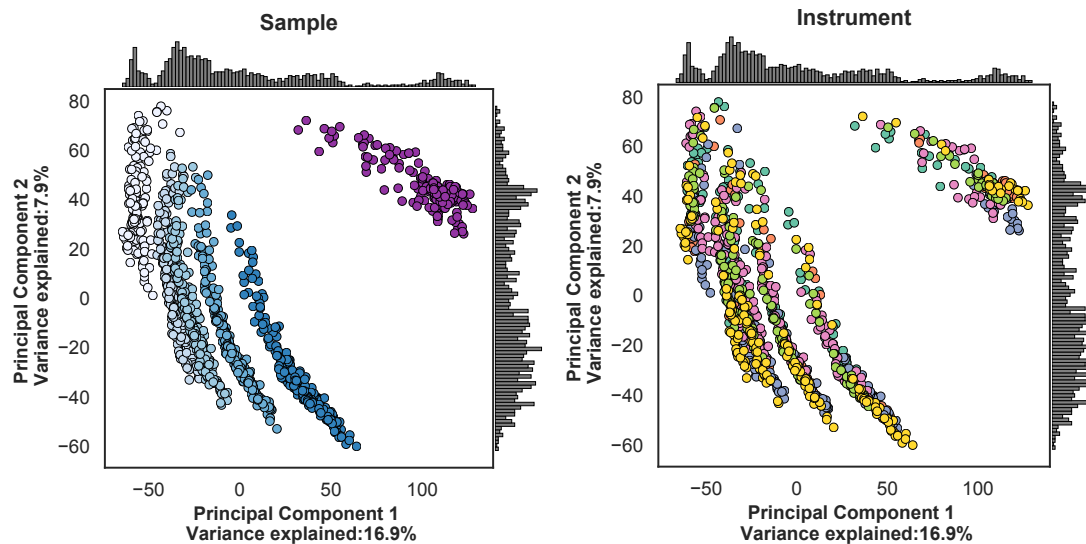 Sample
Instrument
80
60
40
20
0
−20
−40
−60
Principal Component 2
Variance explained:7.9%
−50
0
50
100
Principal Component 1
Variance explained:16.9%
80
60
40
20
0
−20
−40
−60
Principal Component 2
Variance explained:7.9%
−50
0
50
100
Principal Component 1
Variance explained:16.9%